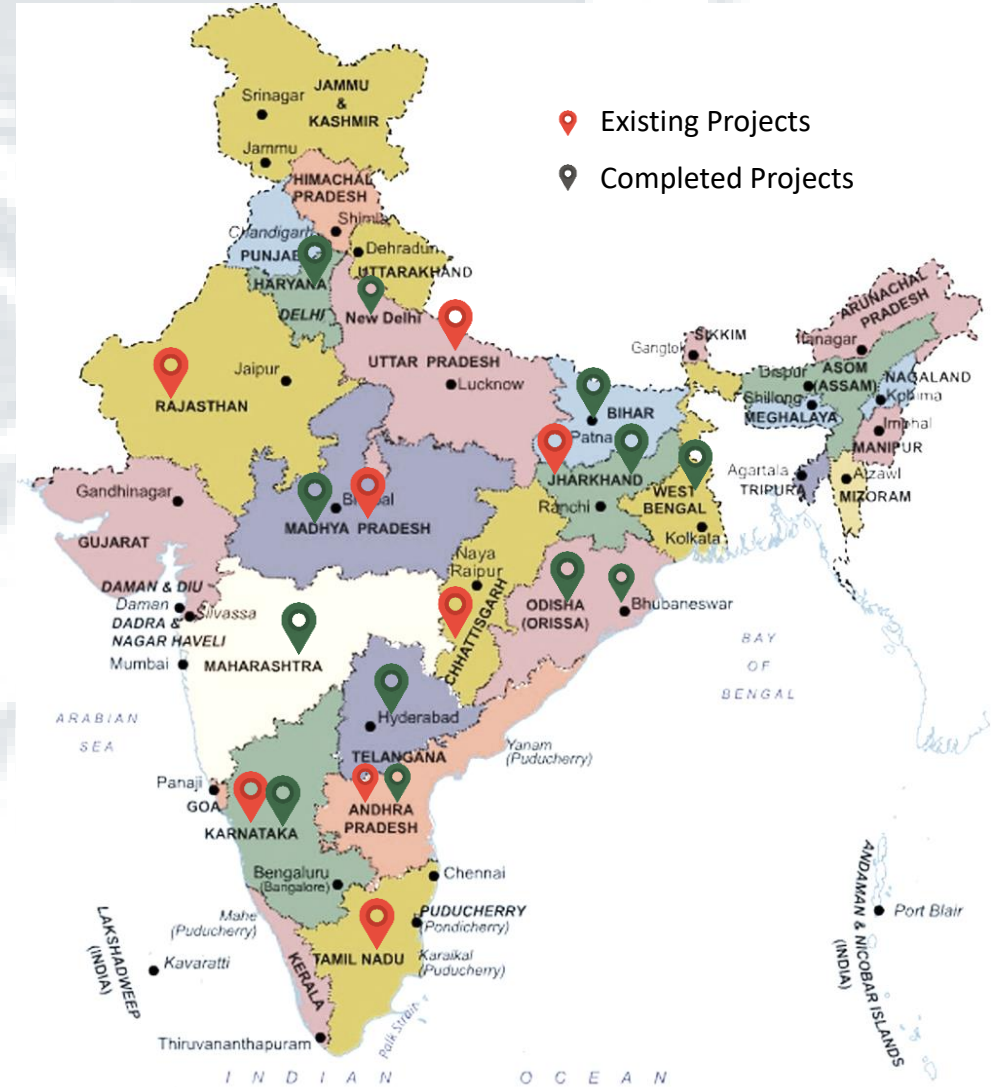 Existing Projects
Completed Projects
JAMMU
&
KASHMIR
Srinagar
Jammu
HIMACHAL
PRADESH
Shimla
Chandigarh
PUNJAB
Dehradun
UTTARAKHAND
HARYANA
DELHI
New Delhi
UTTAR PRADESH
Lucknow
Jaipur
RAJASTHAN
SIKKIM
Gangtok
ARUNACHAL
PRADESH
Itanagar
Dispur
ASOM
(ASSAM)
NAGALAND
Shillong
Kohima
MEGHALAYA
Imphal
MANIPUR
Agartala
TRIPURA
Aizawl
MIZORAM
BIHAR
Patna
JHARKHAND
Ranchi
WEST
BENGAL
Kolkata
Gandhinagar
GUJARAT
Bhopal
MADHYA PRADESH
Naya
Raipur
CHHATTISGARH
ODISHA
(ORISSA)
Bhubaneswar
DAMAN & DIU
Daman
Silvassa
DADRA &
NAGAR HAVELI
Mumbai
MAHARASHTRA
BAY
OF
BENGAL
ARABIAN
SEA
Hyderabad
TELANGANA
Yanam
(Puducherry)
Panaji
GOA
KARNATAKA
ANDHRA
PRADESH
Bengaluru
(Bangalore)
Chennai
Mahe
(Puducherry)
PUDUCHERRY
(Pondicherry)
TAMIL NADU
Karaikal
(Puducherry)
KERALA
LAKSHADWEEP
(INDIA)
Kavaratti
Thiruvananthapuram
Palk Strait
ANDAMAN & NICOBAR ISLANDS
(INDIA)
Port Blair
INDIAN OCEAN